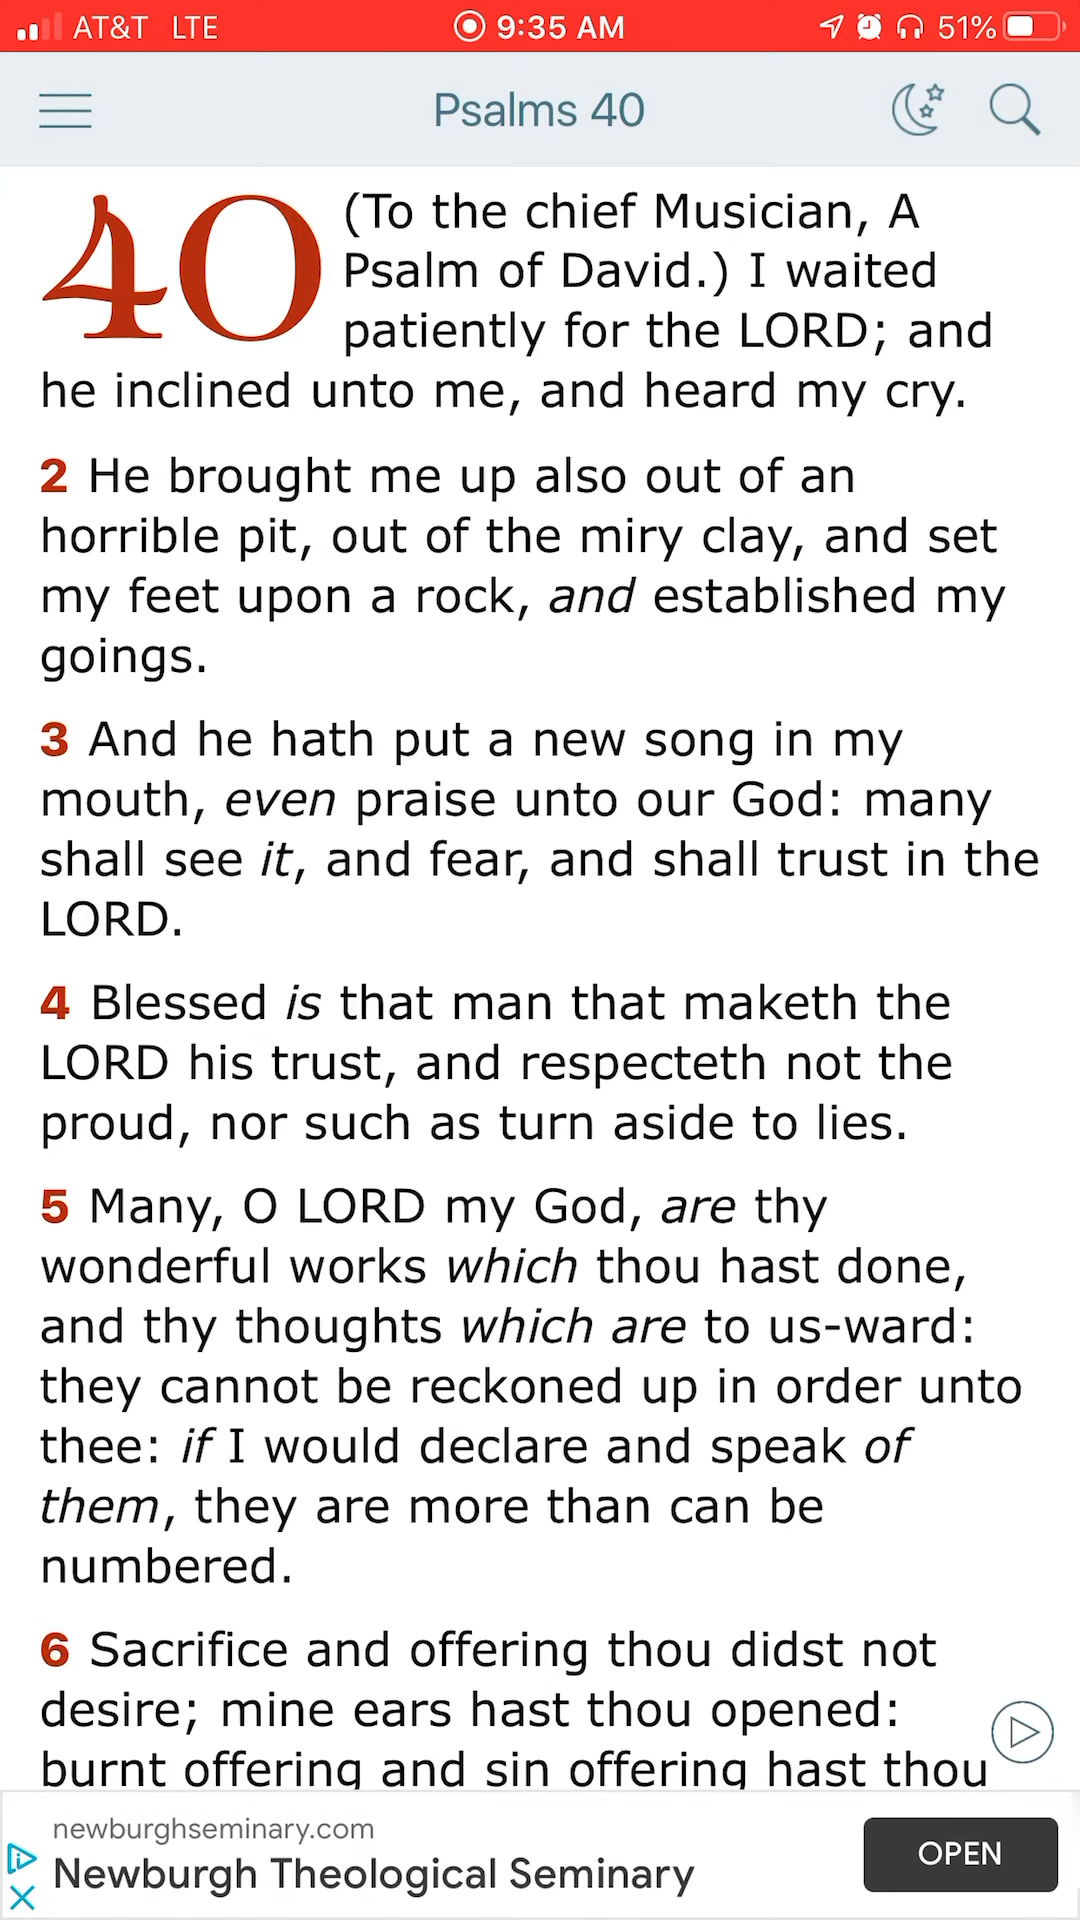 AT&T LTE 9:35 AM 51%
Psalms 40
40 (To the chief Musician, A
Psalm of David.) I waited
patiently for the LORD; and
he inclined unto me, and heard my cry.
2 He brought me up also out of an
horrible pit, out of the miry clay, and set
my feet upon a rock, and established my
goings.
3 And he hath put a new song in my
mouth, even praise unto our God: many
shall see it, and fear, and shall trust in the
LORD.
4 Blessed is that man that maketh the
LORD his trust, and respecteth not the
proud, nor such as turn aside to lies.
5 Many, O LORD my God, are thy
wonderful works which thou hast done,
and thy thoughts which are to us-ward:
they cannot be reckoned up in order unto
thee: if I would declare and speak of
them, they are more than can be
numbered.
6 Sacrifice and offering thou didst not
desire; mine ears hast thou opened:
burnt offering and sin offering hast thou
newburghseminary.com
Newburgh Theological Seminary
OPEN